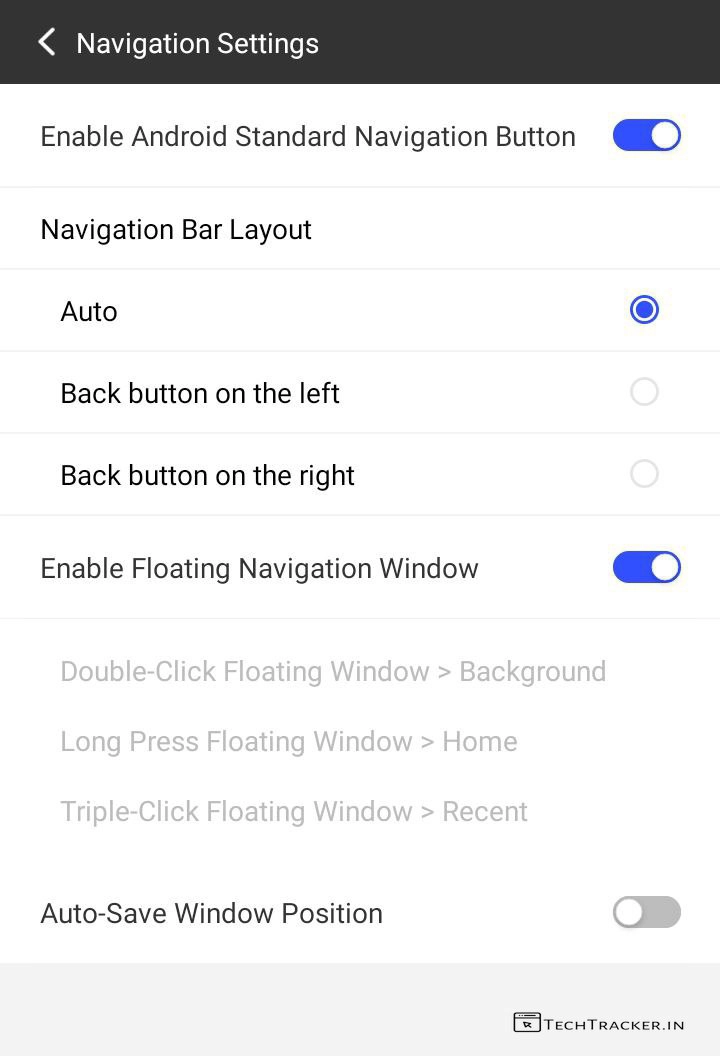 Navigation Settings
Enable Android Standard Navigation Button
Navigation Bar Layout
Auto
Back button on the left
Back button on the right
Enable Floating Navigation Window
Double-Click Floating Window > Background
Long Press Floating Window > Home
Triple-Click Floating Window > Recent
Auto-Save Window Position
TECHTRACKER.IN